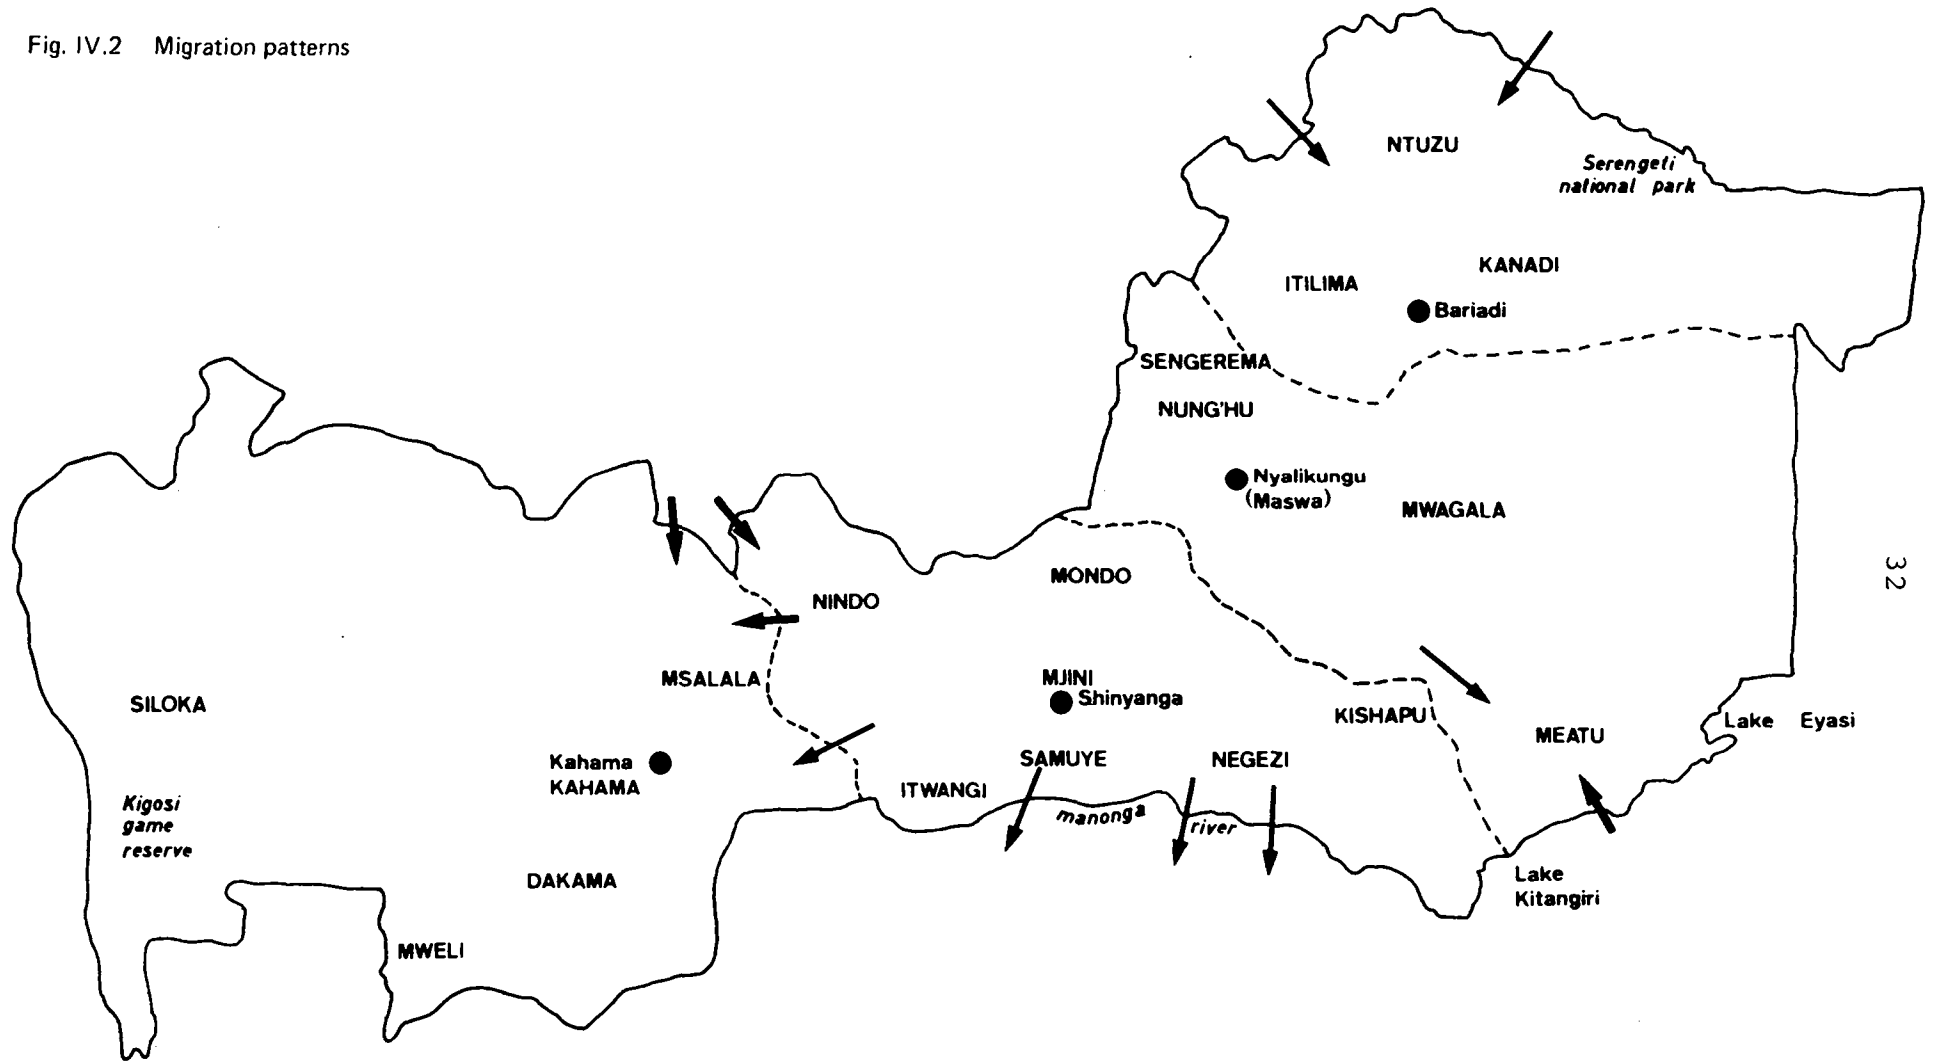 Fig. IV.2 Migration patterns
NTUZU
Serengeti
national park
KANADI
ITILIMA
Bariadi
SENGEREMA
NUNG'HU
Nyalikungu
(Maswa)
MWAGALA
32
MONDO
NINDO
MSALALA
MJINI
Shinyanga
SILOKA
KISHAPU
Lake Eyasi
MEATU
Kahama
KAHAMA
SAMUYE
NEGEZI
ITWANGI
manonga river
Kigosi
game
reserve
DAKAMA
Lake
Kitangiri
MWELI